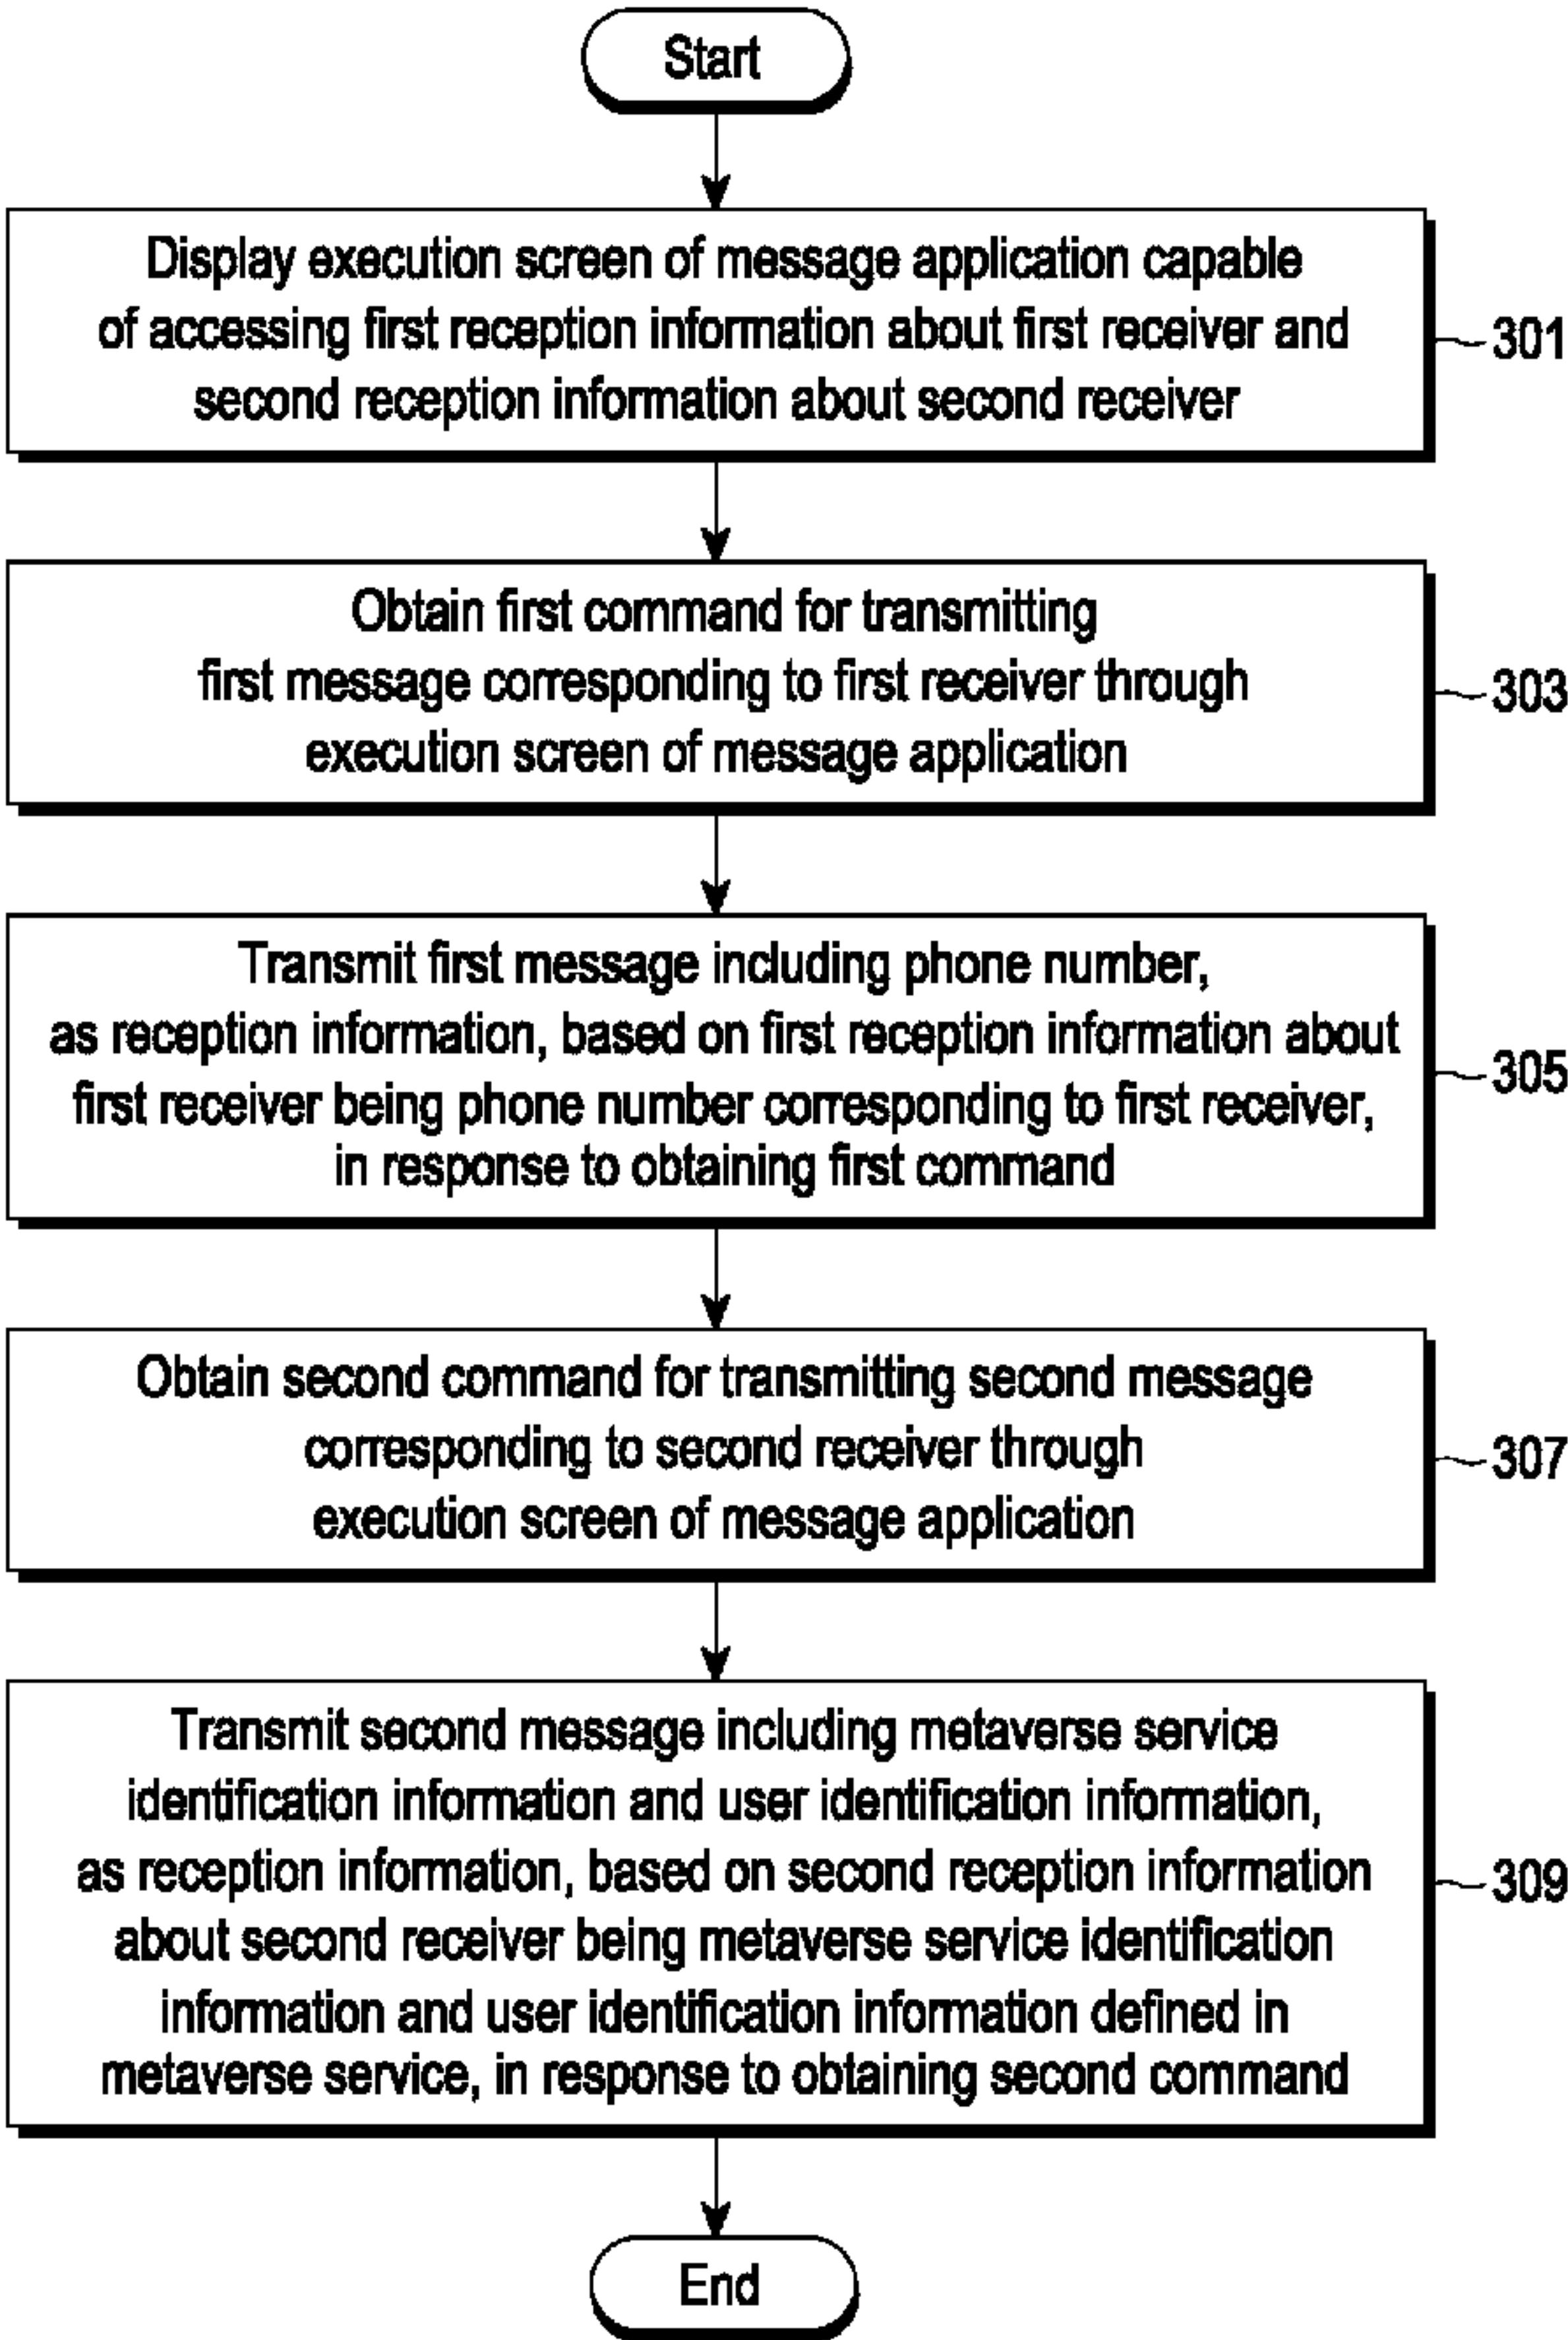 Start
Display execution screen of message application capable
of accessing first reception information about first receiver and
second reception information about second receiver
301
Obtain first command for transmitting
first message corresponding to first receiver through
execution screen of message application
303
Transmit first message including phone number,
as reception information, based on first reception information about
first receiver being phone number corresponding to first receiver,
in response to obtaining first command
305
Obtain second command for transmitting second message
corresponding to second receiver through
execution screen of message application
307
Transmit second message including metaverse service
identification information and user identification information,
as reception information, based on second reception information
about second receiver being metaverse service identification
information and user identification information defined in
metaverse service, in response to obtaining second command
309
End